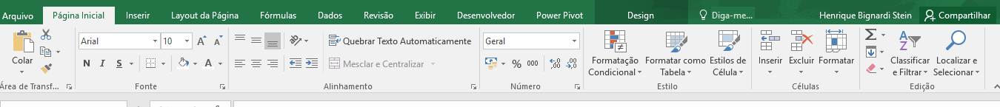 Arquivo Página Inicial Inserir Layout da Página Fórmulas Dados Revisão Exibir Desenvolvedor Power Pivot Design Diga-me... Henrique Bignardi Stein Compartilhar
Colar
Arial 10 A A
N I S A
Quebrar Texto Automaticamente
Mesclar e Centralizar
Geral
% 000 ,00 ,00
Formatação Condicional
Formatar como Tabela
Estilos de Célula
Inserir Excluir Formatar
Classificar e Filtrar
Localizar e Selecionar
Área de Transf... Fonte Alinhamento Número Estilo Células Edição